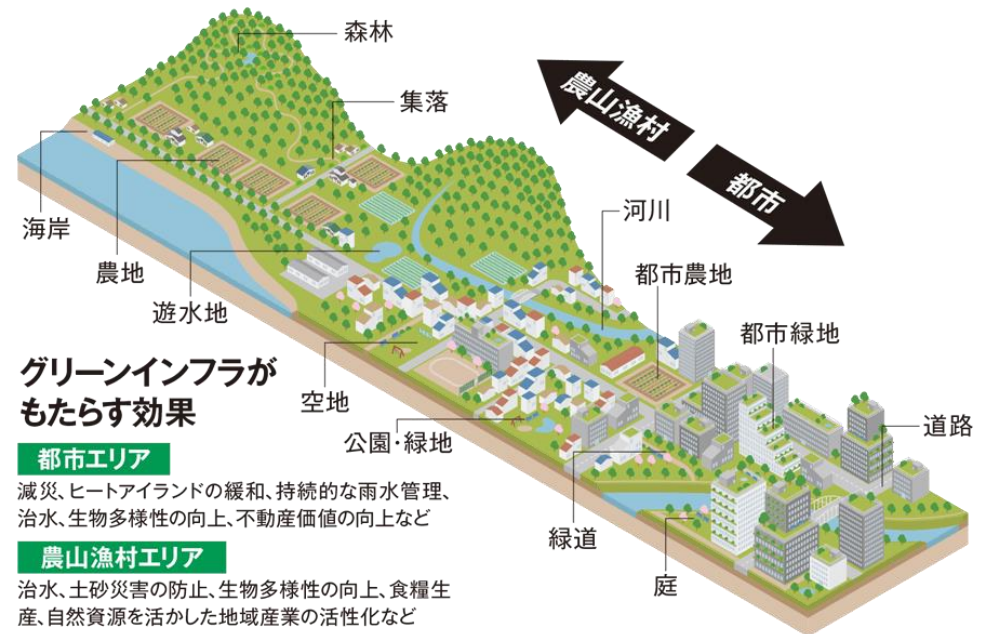 森林
集落
農山漁村
都市
海岸
農地
遊水地
河川
都市農地
都市緑地
空地
公園・緑地
道路
緑道
庭
グリーンインフラが
もたらす効果
都市エリア
減災、ヒートアイランドの緩和、持続的な雨水管理、
治水、生物多様性の向上、不動産価値の向上など
農山漁村エリア
治水、土砂災害の防止、生物多様性の向上、食糧生
産、自然資源を活かした地域産業の活性化など